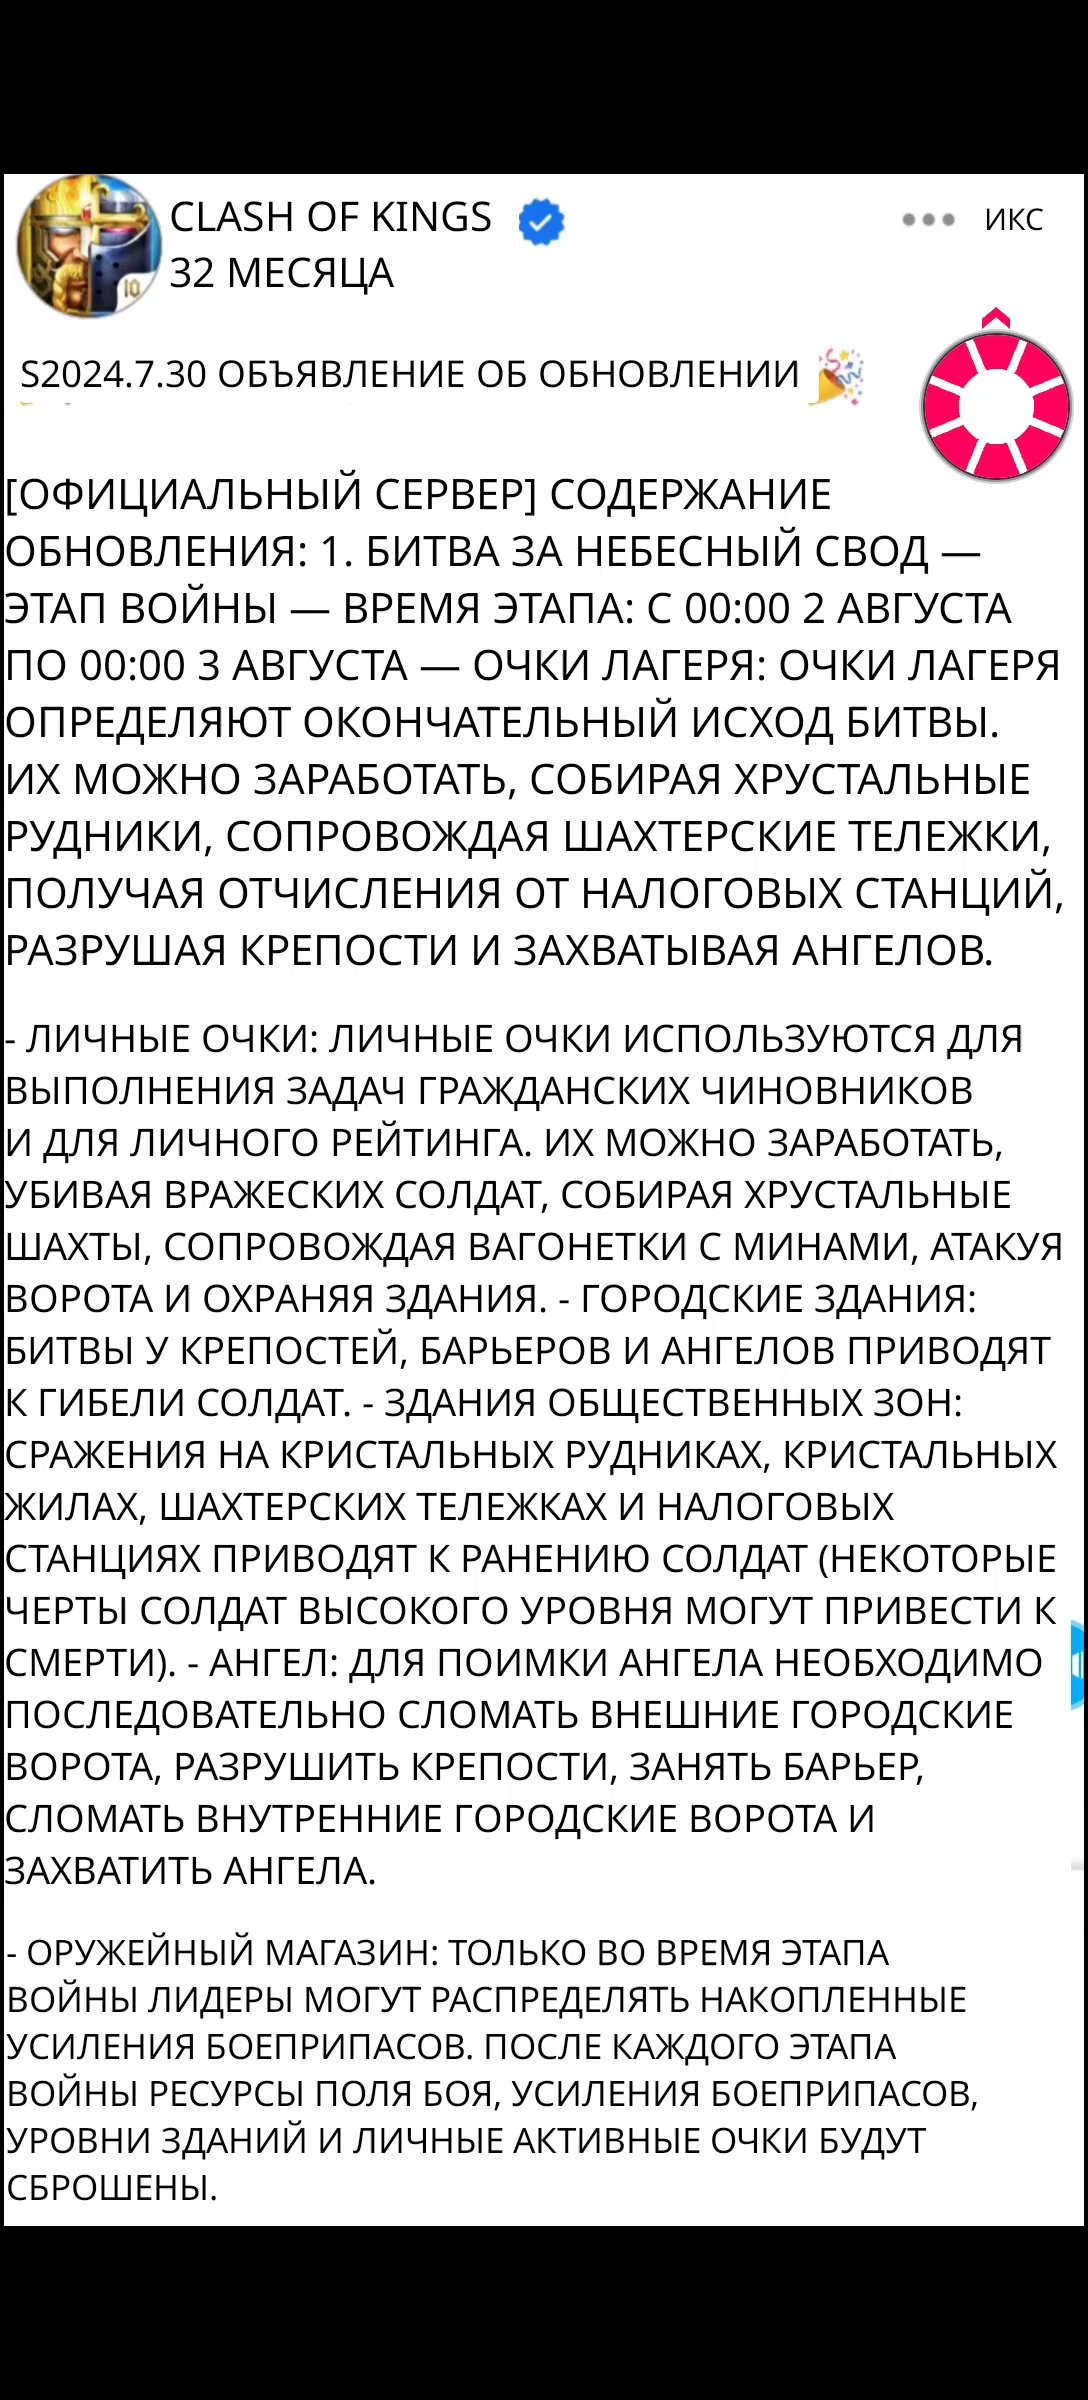 CLASH OF KINGS
ИКС
32 МЕСЯЦА
10
S2024.7.30 ОБЪЯВЛЕНИЕ ОБ ОБНОВЛЕНИИ
[ОФИЦИАЛЬНЫЙ СЕРВЕР] СОДЕРЖАНИЕ
ОБНОВЛЕНИЯ: 1. БИТВА ЗА НЕБЕСНЫЙ СВОД —
ЭТАП ВОЙНЫ — ВРЕМЯ ЭТАПА: С 00:00 2 АВГУСТА
ПО 00:00 3 АВГУСТА — ОЧКИ ЛАГЕРЯ: ОЧКИ ЛАГЕРЯ
ОПРЕДЕЛЯЮТ ОКОНЧАТЕЛЬНЫЙ ИСХОД БИТВЫ.
ИХ МОЖНО ЗАРАБОТАТЬ, СОБИРАЯ ХРУСТАЛЬНЫЕ
РУДНИКИ, СОПРОВОЖДАЯ ШАХТЕРСКИЕ ТЕЛЕЖКИ,
ПОЛУЧАЯ ОТЧИСЛЕНИЯ ОТ НАЛОГОВЫХ СТАНЦИЙ,
РАЗРУШАЯ КРЕПОСТИ И ЗАХВАТЫВАЯ АНГЕЛОВ.
- ЛИЧНЫЕ ОЧКИ: ЛИЧНЫЕ ОЧКИ ИСПОЛЬЗУЮТСЯ ДЛЯ
ВЫПОЛНЕНИЯ ЗАДАЧ ГРАЖДАНСКИХ ЧИНОВНИКОВ
И ДЛЯ ЛИЧНОГО РЕЙТИНГА. ИХ МОЖНО ЗАРАБОТАТЬ,
УБИВАЯ ВРАЖЕСКИХ СОЛДАТ, СОБИРАЯ ХРУСТАЛЬНЫЕ
ШАХТЫ, СОПРОВОЖДАЯ ВАГОНЕТКИ С МИНАМИ, АТАКУЯ
ВОРОТА И ОХРАНЯЯ ЗДАНИЯ. - ГОРОДСКИЕ ЗДАНИЯ:
БИТВЫ У КРЕПОСТЕЙ, БАРЬЕРОВ И АНГЕЛОВ ПРИВОДЯТ
К ГИБЕЛИ СОЛДАТ. - ЗДАНИЯ ОБЩЕСТВЕННЫХ ЗОН:
СРАЖЕНИЯ НА КРИСТАЛЬНЫХ РУДНИКАХ, КРИСТАЛЬНЫХ
ЖИЛАХ, ШАХТЕРСКИХ ТЕЛЕЖКАХ И НАЛОГОВЫХ
СТАНЦИЯХ ПРИВОДЯТ К РАНЕНИЮ СОЛДАТ (НЕКОТОРЫЕ
ЧЕРТЫ СОЛДАТ ВЫСОКОГО УРОВНЯ МОГУТ ПРИВЕСТИ К
СМЕРТИ). - АНГЕЛ: ДЛЯ ПОИМКИ АНГЕЛА НЕОБХОДИМО
ПОСЛЕДОВАТЕЛЬНО СЛОМАТЬ ВНЕШНИЕ ГОРОДСКИЕ
ВОРОТА, РАЗРУШИТЬ КРЕПОСТИ, ЗАНЯТЬ БАРЬЕР,
СЛОМАТЬ ВНУТРЕННИЕ ГОРОДСКИЕ ВОРОТА И
ЗАХВАТИТЬ АНГЕЛА.
- ОРУЖЕЙНЫЙ МАГАЗИН: ТОЛЬКО ВО ВРЕМЯ ЭТАПА
ВОЙНЫ ЛИДЕРЫ МОГУТ РАСПРЕДЕЛЯТЬ НАКОПЛЕННЫЕ
УСИЛЕНИЯ БОЕПРИПАСОВ. ПОСЛЕ КАЖДОГО ЭТАПА
ВОЙНЫ РЕСУРСЫ ПОЛЯ БОЯ, УСИЛЕНИЯ БОЕПРИПАСОВ,
УРОВНИ ЗДАНИЙ И ЛИЧНЫЕ АКТИВНЫЕ ОЧКИ БУДУТ
СБРОШЕНЫ.